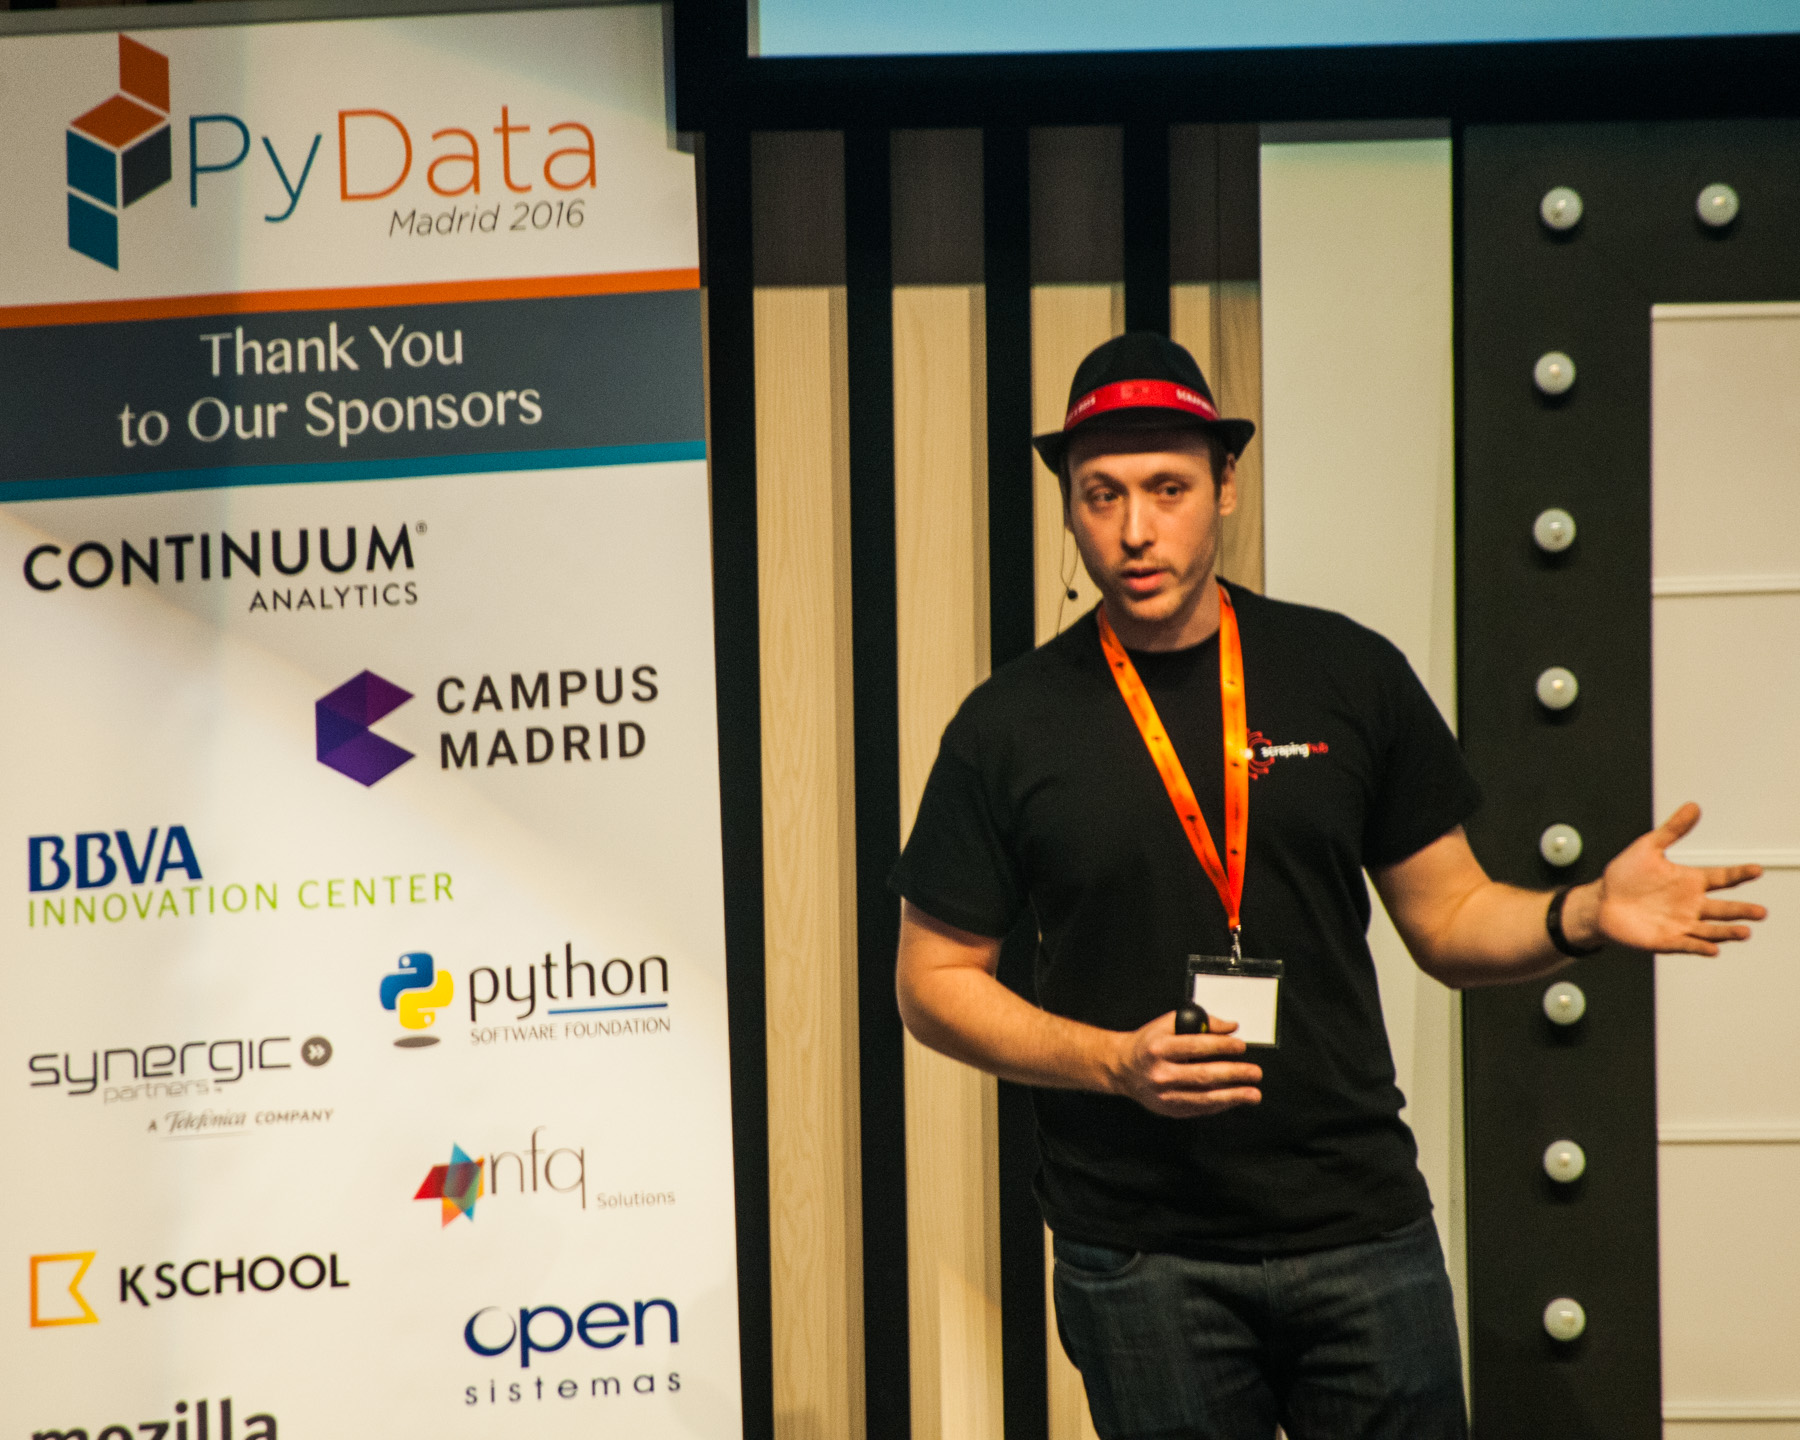 PyData
Madrid 2016
Thank You
to Our Sponsors
CONTINUUM®
ANALYTICS
CAMPUS
MADRID
BBVA
INNOVATION CENTER
python
SOFTWARE FOUNDATION
synergic
partners
A Telefónica COMPANY
nfq
Solutions
KSCHOOL
open
sistemas
mozilla
scrapinghub